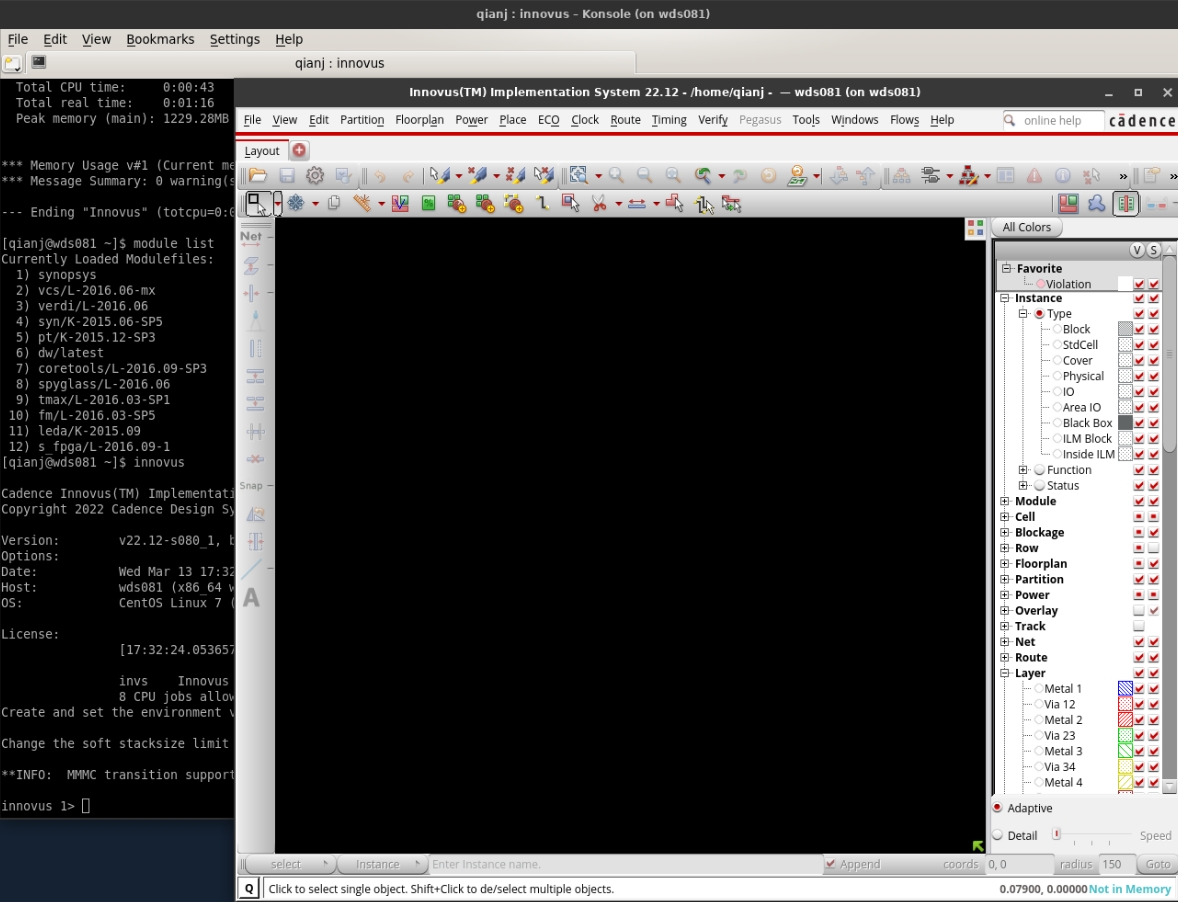 qianj : innovus – Konsole (on wds081)
File Edit View Bookmarks Settings Help
qianj : innovus
Total CPU time: 0:00:43
Total real time: 0:01:16
Peak memory (main): 1229.28MB
*** Memory Usage v#1 (Current me
*** Message Summary: 0 warning(s
--- Ending "Innovus" (totcpu=0:0
[qianj@wds081 ~]$ module list
Currently Loaded Modulefiles:
1) synopsys
2) vcs/L-2016.06-mx
3) verdi/L-2016.06
4) syn/K-2015.06-SP5
5) pt/K-2015.12-SP3
6) dw/latest
7) coretools/L-2016.09-SP3
8) spyglass/L-2016.06
9) tmax/L-2016.03-SP1
10) fm/L-2016.03-SP5
11) leda/K-2015.09
12) s_fpga/L-2016.09-1
[qianj@wds081 ~]$ innovus
Cadence Innovus(TM) Implementati
Copyright 2022 Cadence Design Sy
Version: v22.12-s080_1, b
Options:
Date: Wed Mar 13 17:32
Host: wds081 (x86_64 w
OS: CentOS Linux 7 (
License:
[17:32:24.053657
invs Innovus
8 CPU jobs allow
Create and set the environment v
Change the soft stacksize limit
**INFO: MMMC transition support
innovus 1>
Innovus(TM) Implementation System 22.12 - /home/qianj - — wds081 (on wds081)
File View Edit Partition Floorplan Power Place ECO Clock Route Timing Verify Pegasus Tools Windows Flows Help
online help
cādence
Layout
»
»
Net
Snap
A
All Colors
V S
Favorite
Violation
Instance
Type
Block
StdCell
Cover
Physical
IO
Area IO
Black Box
ILM Block
Inside ILM
Function
Status
Module
Cell
Blockage
Row
Floorplan
Partition
Power
Overlay
Track
Net
Route
Layer
Metal 1
Via 12
Metal 2
Via 23
Metal 3
Via 34
Metal 4
Adaptive
Detail Speed
select Instance Enter Instance name. Append coords 0, 0 radius 150 Goto
Q Click to select single object. Shift+Click to de/select multiple objects. 0.07900, 0.00000 Not in Memory